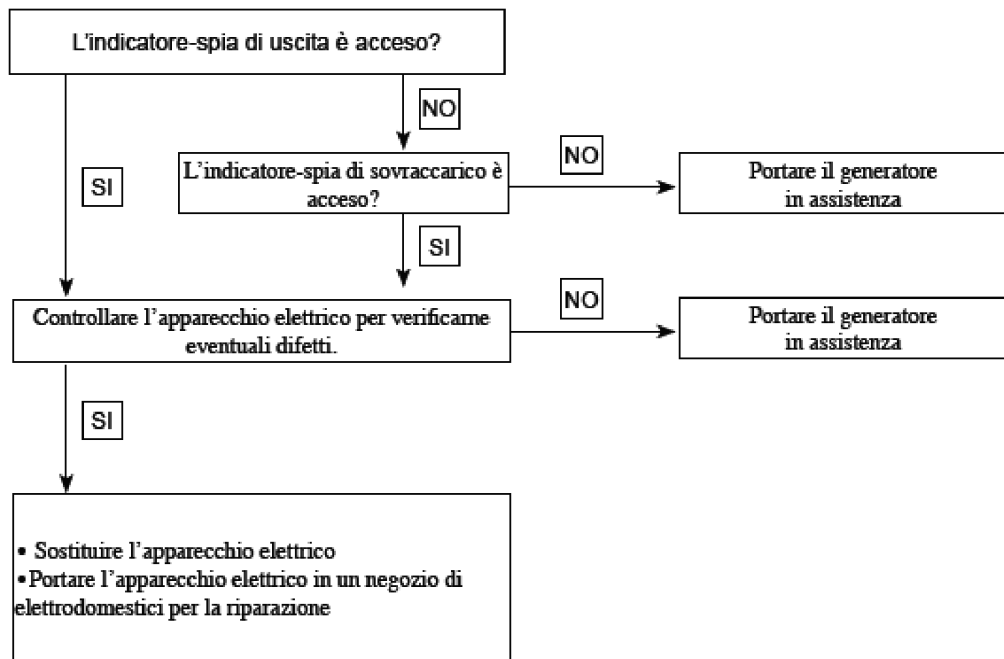 L'indicatore-spia di uscita è acceso?
NO
SI
L'indicatore-spia di sovraccarico è
acceso?
NO
Portare il generatore
in assistenza
SI
Controllare l'apparecchio elettrico per verificarne
eventuali difetti.
NO
Portare il generatore
in assistenza
SI
• Sostituire l'apparecchio elettrico
•Portare l'apparecchio elettrico in un negozio di
elettrodomestici per la riparazione